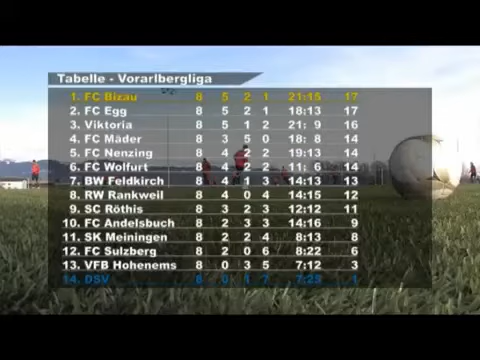 Tabelle - Vorarlbergliga
1. FC Bizau 8 5 2 1 21:15 17
2. FC Egg 8 5 2 1 18:13 17
3. Viktoria 8 5 1 2 21: 9 16
4. FC Mäder 8 3 5 0 18: 8 14
5. FC Nenzing 8 4 2 2 19:13 14
6. FC Wolfurt 8 4 2 2 11: 6 14
7. BW Feldkirch 8 4 1 3 14:13 13
8. RW Rankweil 8 4 0 4 14:15 12
9. SC Röthis 8 3 2 3 12:12 11
10. FC Andelsbuch 8 2 3 3 14:16 9
11. SK Meiningen 8 2 2 4 8:13 8
12. FC Sulzberg 8 2 0 6 8:22 6
13. VFB Hohenems 8 0 3 5 7:12 3
14. DSV 8 0 1 7 7:25 1